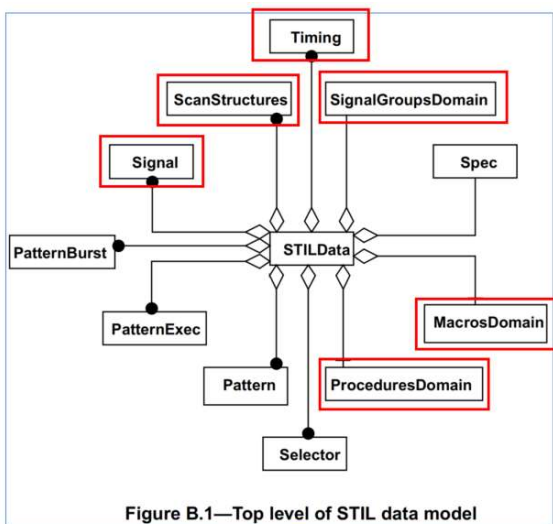 Timing
ScanStructures
SignalGroupsDomain
Signal
Spec
STILData
PatternBurst
PatternExec
MacrosDomain
Pattern
ProceduresDomain
Selector
Figure B.1—Top level of STIL data model